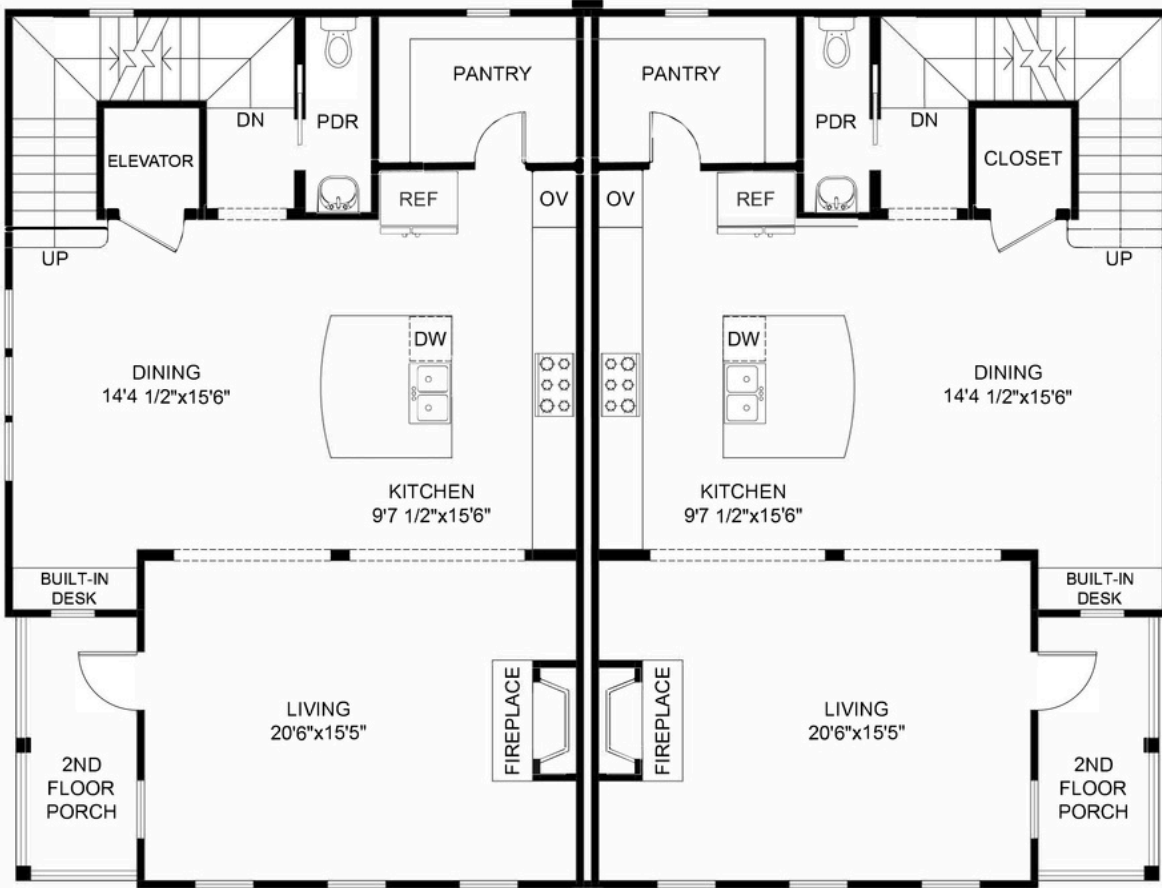 PANTRY
PANTRY
DN
PDR
PDR
DN
ELEVATOR
CLOSET
REF
OV
OV
REF
UP
UP
DW
DW
DINING
14'4 1/2"x15'6"
DINING
14'4 1/2"x15'6"
KITCHEN
9'7 1/2"x15'6"
KITCHEN
9'7 1/2"x15'6"
BUILT-IN
DESK
BUILT-IN
DESK
LIVING
20'6"x15'5"
FIREPLACE
FIREPLACE
LIVING
20'6"x15'5"
2ND
FLOOR
PORCH
2ND
FLOOR
PORCH